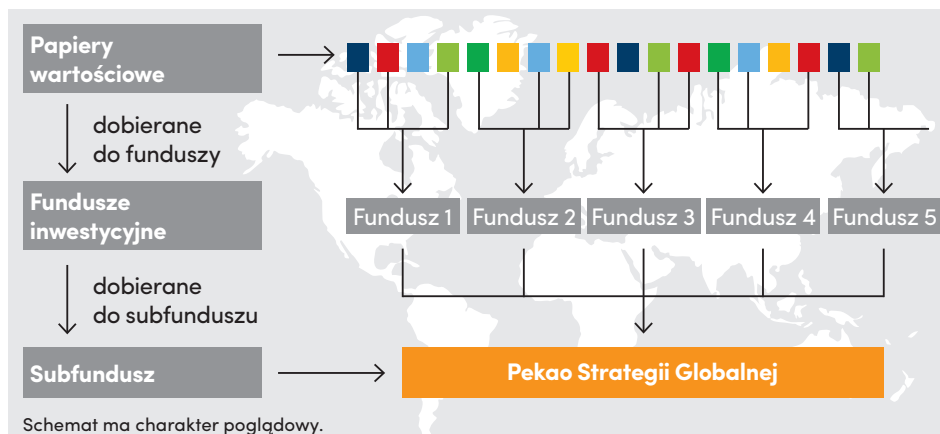 Papiery
wartościowe
dobierane
do funduszy
Fundusze
inwestycyjne
Fundusz 1
Fundusz 2
Fundusz 3
Fundusz 4
Fundusz 5
dobierane
do subfunduszu
Subfundusz
Pekao Strategii Globalnej
Schemat ma charakter poglądowy.